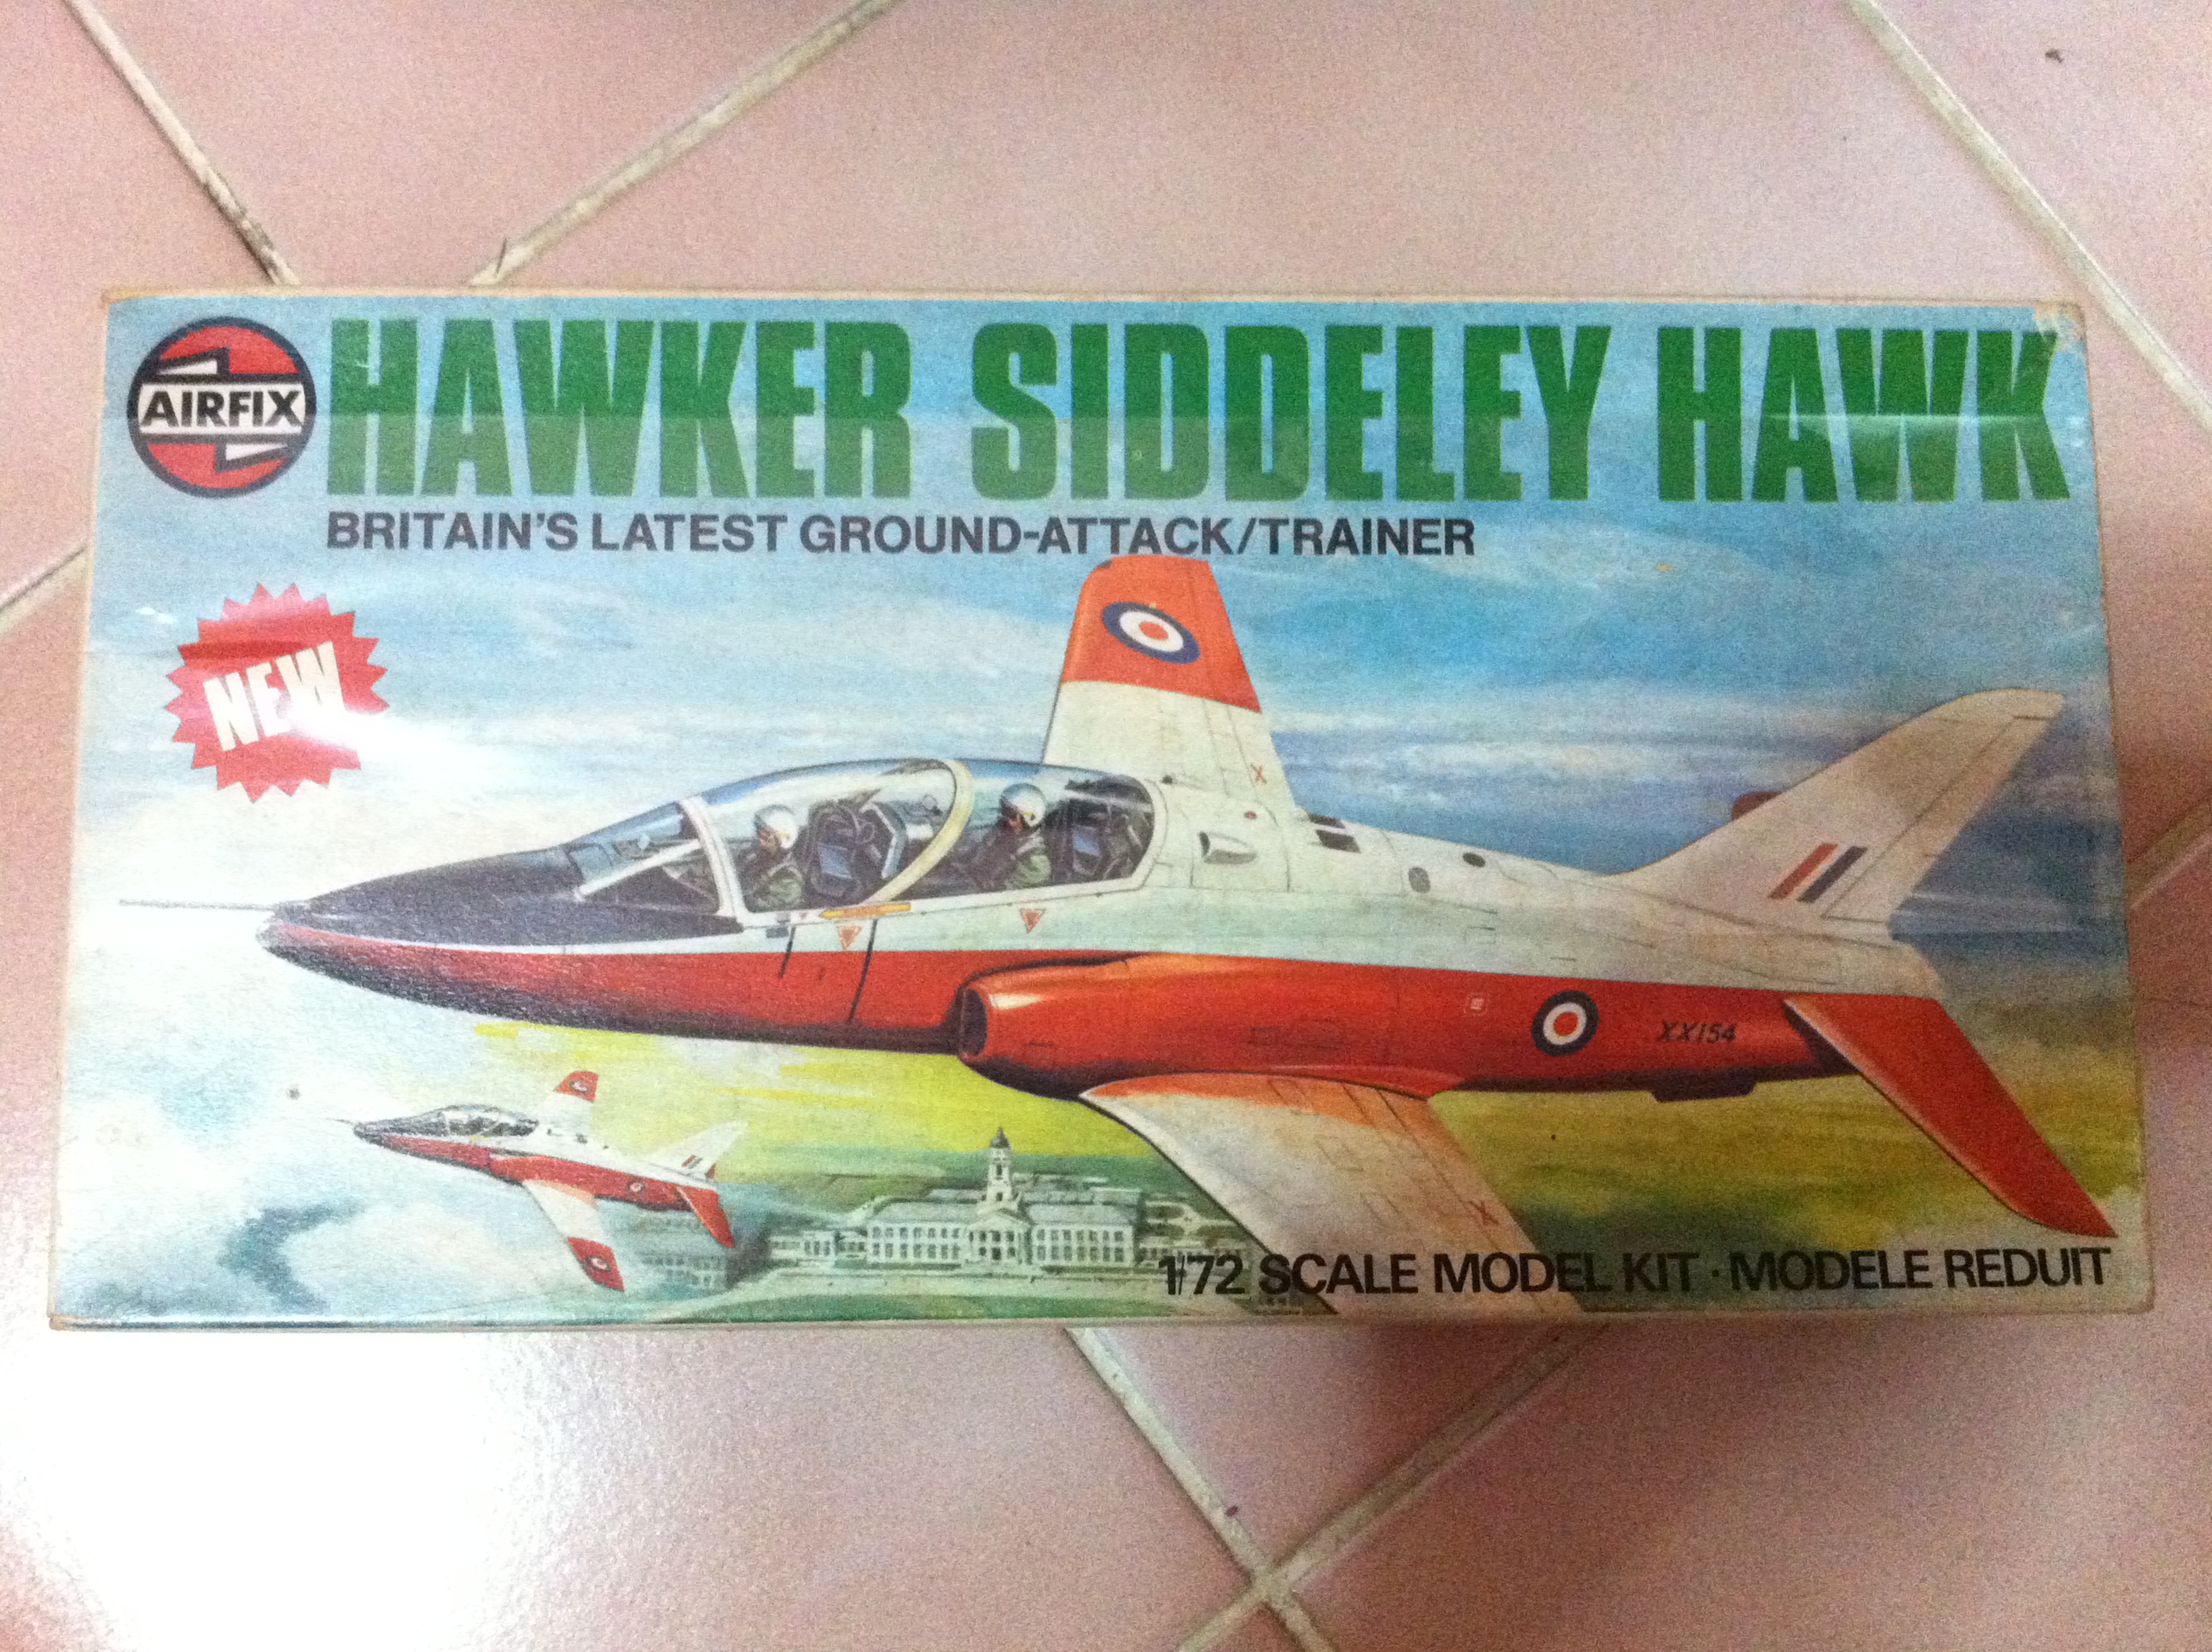 AIRFIX
HAWKER SIDDELEY HAWK
BRITAIN'S LATEST GROUND-ATTACK/TRAINER
NEW
XX154
1/72 SCALE MODEL KIT · MODELE REDUIT